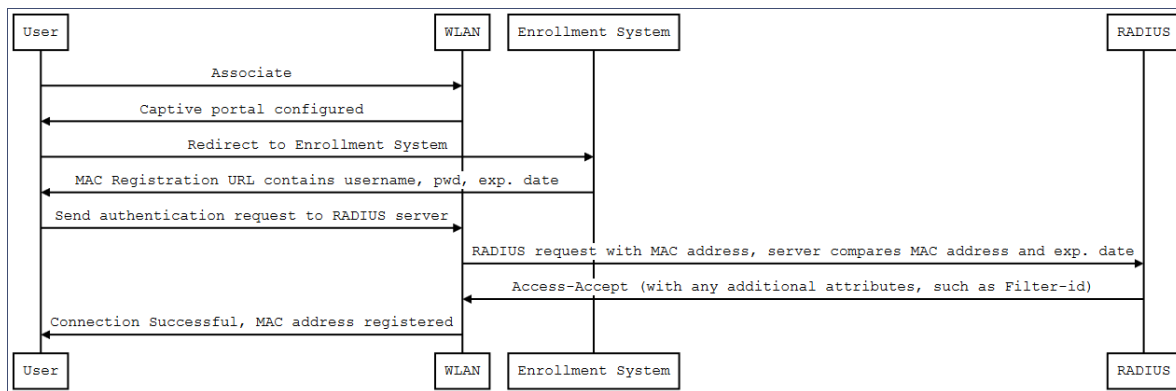 User WLAN Enrollment System RADIUS
Associate
Captive portal configured
Redirect to Enrollment System
MAC Registration URL contains username, pwd, exp. date
Send authentication request to RADIUS server
RADIUS request with MAC address, server compares MAC address and exp. date
Access-Accept (with any additional attributes, such as Filter-id)
Connection Successful, MAC address registered
User WLAN Enrollment System RADIUS